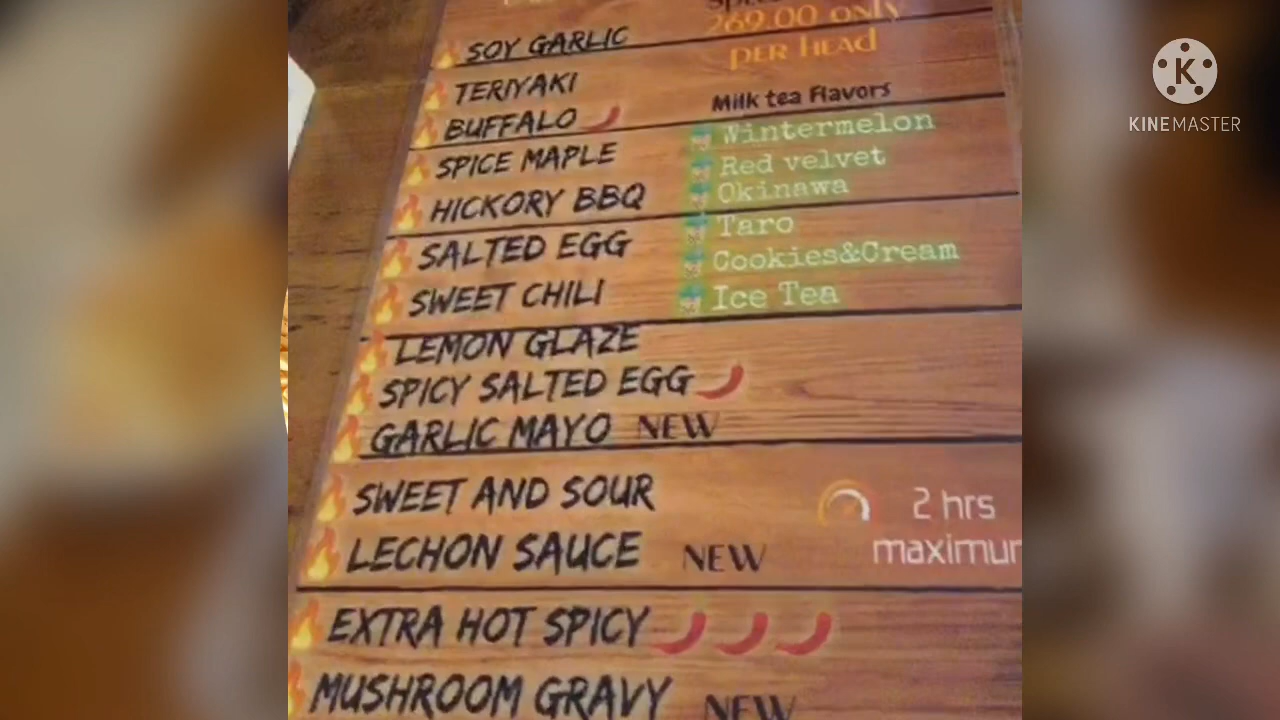 SOY GARLIC
TERIYAKI
BUFFALO
SPICE MAPLE
HICKORY BBQ
SALTED EGG
SWEET CHILI
LEMON GLAZE
SPICY SALTED EGG
GARLIC MAYO NEW
SWEET AND SOUR
LECHON SAUCE NEW
EXTRA HOT SPICY
MUSHROOM GRAVY NEW
269.00 only
per Head
Milk tea Flavors
Wintermelon
Red velvet
Okinawa
Taro
Cookies&Cream
Ice Tea
2 hrs
maximum
K
KINEMASTER